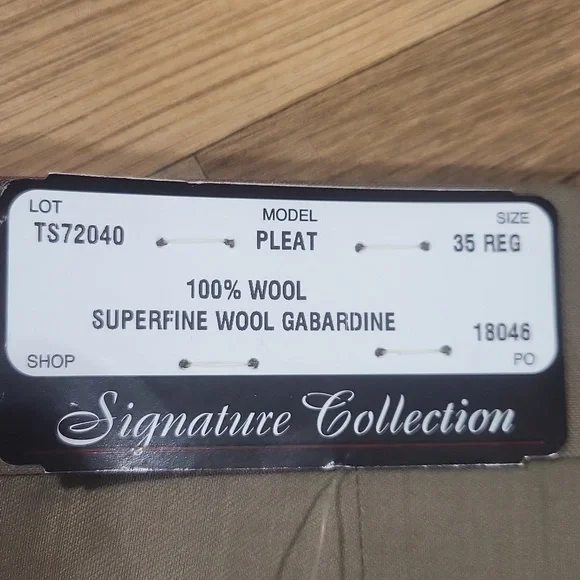 LOT MODEL SIZE
TS72040 PLEAT 35 REG
100% WOOL
SUPERFINE WOOL GABARDINE
18046
SHOP PO
Signature Collection